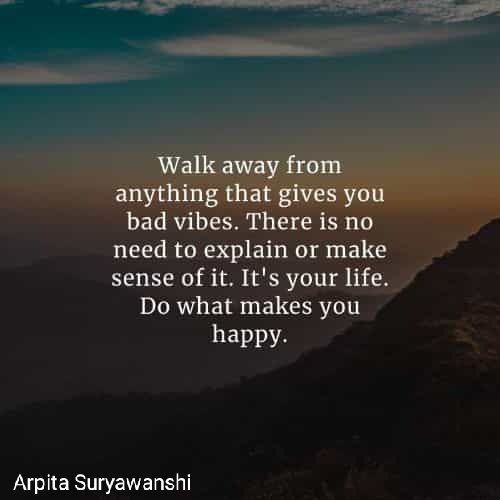 Walk away from
anything that gives you
bad vibes. There is no
need to explain or make
sense of it. It's your life.
Do what makes you
happy.
Arpita Suryawanshi